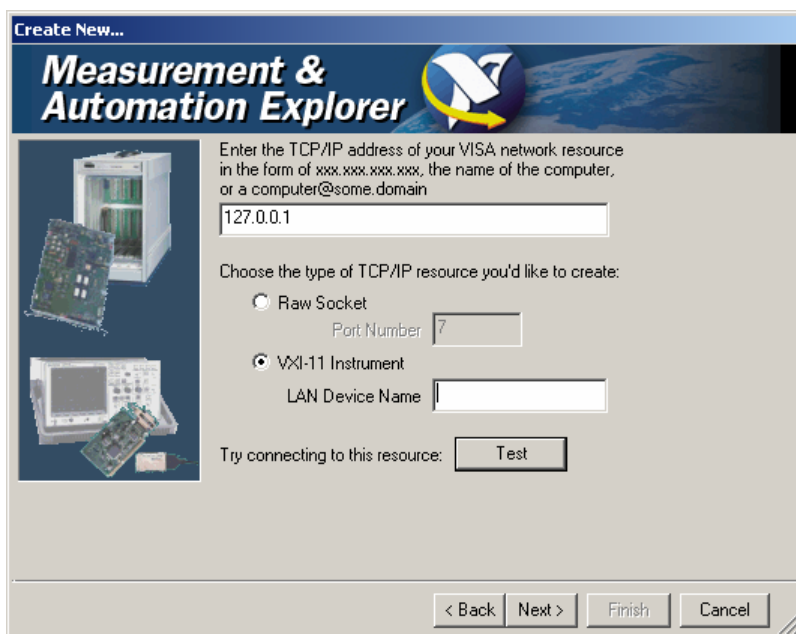 Create New...
Measurement &
Automation Explorer
Enter the TCP/IP address of your VISA network resource
in the form of xxx.xxx.xxx.xxx, the name of the computer,
or a computer@some.domain
127.0.0.1
Choose the type of TCP/IP resource you'd like to create:
Raw Socket
Port Number 7
VXI-11 Instrument
LAN Device Name
Try connecting to this resource: Test
< Back Next > Finish Cancel